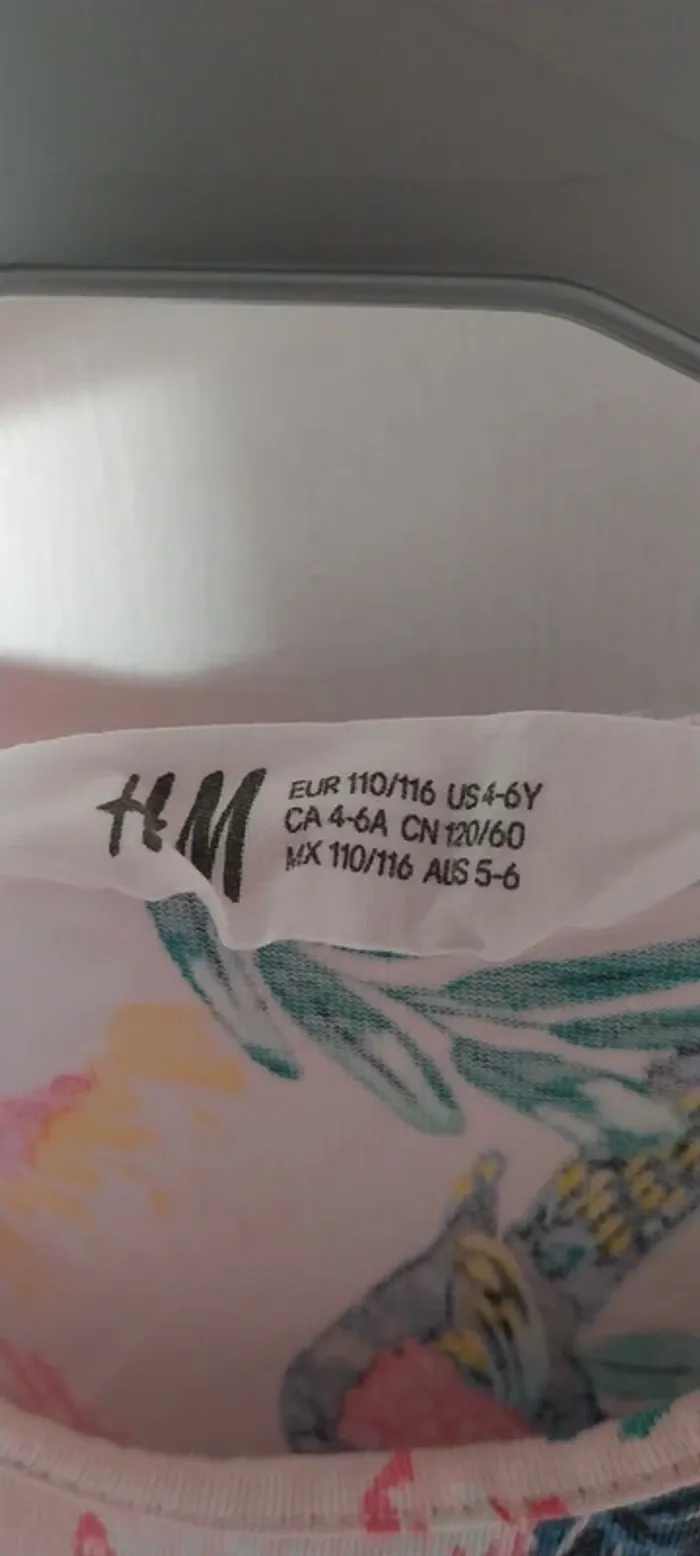 H&M
EUR 110/116 US 4-6Y
CA 4-6A CN 120/60
MX 110/116 AUS 5-6